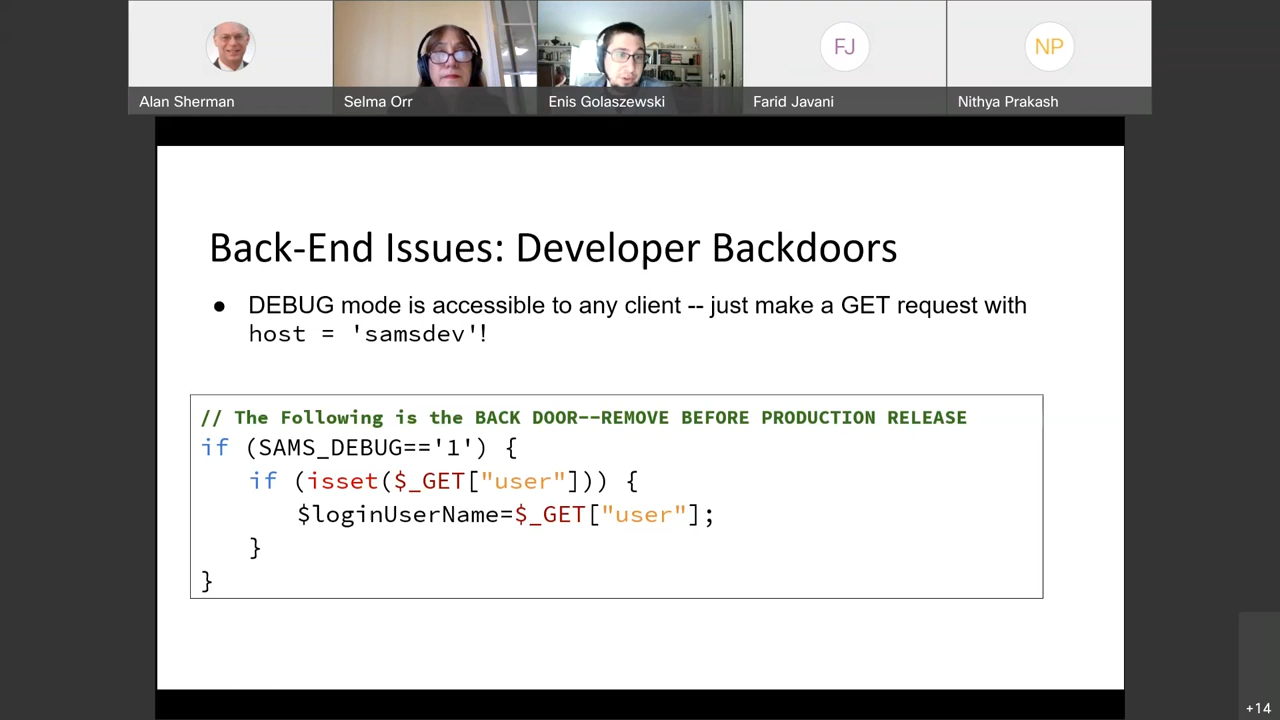 Alan Sherman
Selma Orr
Enis Golaszewski
FJ
Farid Javani
NP
Nithya Prakash
Back-End Issues: Developer Backdoors
● DEBUG mode is accessible to any client -- just make a GET request with
host = 'samsdev'!
// The Following is the BACK DOOR--REMOVE BEFORE PRODUCTION RELEASE
if (SAMS_DEBUG=='1') {
if (isset($_GET["user"])) {
$loginUserName=$_GET["user"];
}
}
+14